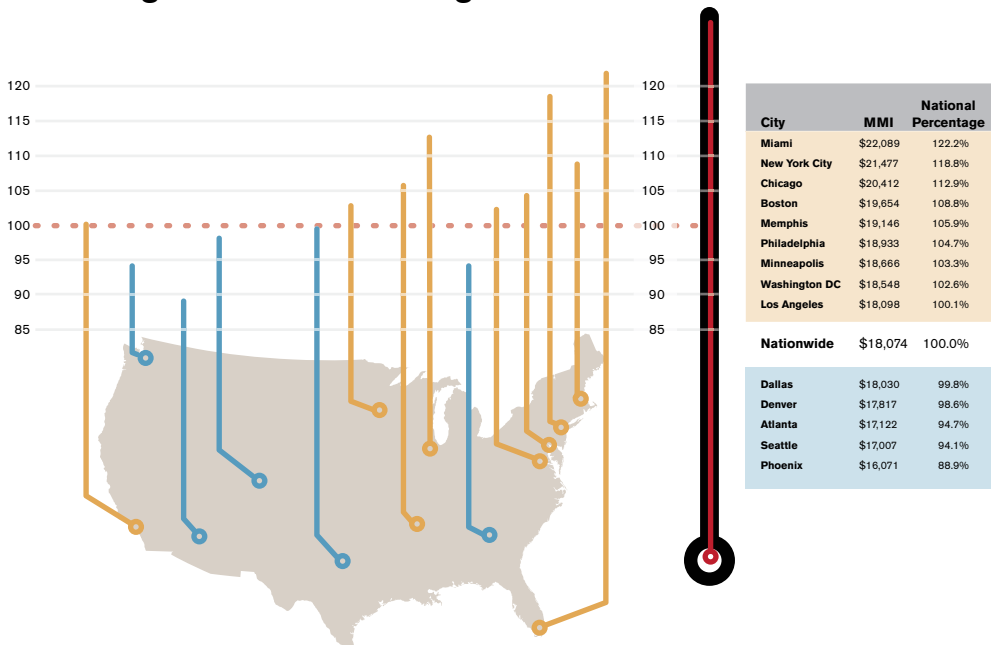 120 120
115 115
110 110
105 105
100 100
95 95
90 90
85 85
National
City MMI Percentage
Miami $22,089 122.2%
New York City $21,477 118.8%
Chicago $20,412 112.9%
Boston $19,654 108.8%
Memphis $19,146 105.9%
Philadelphia $18,933 104.7%
Minneapolis $18,666 103.3%
Washington DC $18,548 102.6%
Los Angeles $18,098 100.1%
Nationwide $18,074 100.0%
Dallas $18,030 99.8%
Denver $17,817 98.6%
Atlanta $17,122 94.7%
Seattle $17,007 94.1%
Phoenix $16,071 88.9%